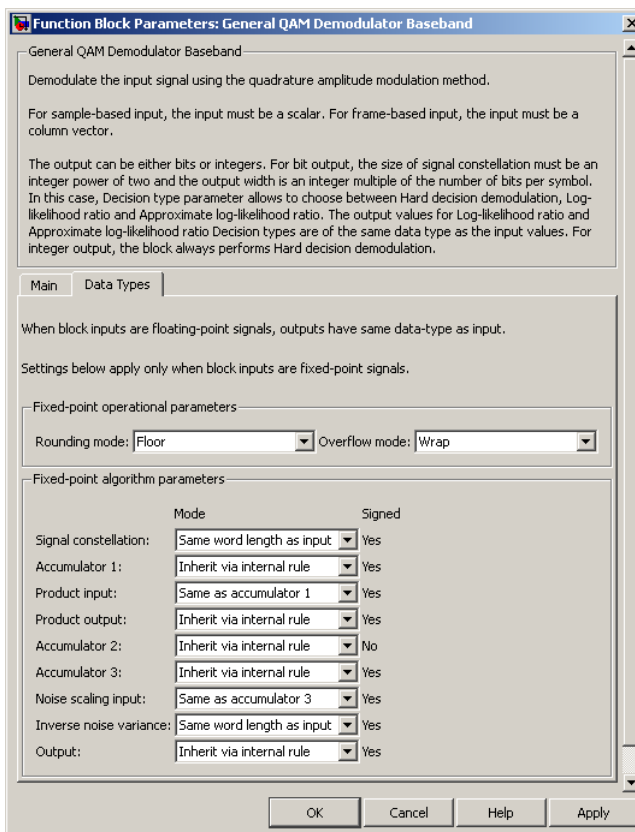 Function Block Parameters: General QAM Demodulator Baseband
General QAM Demodulator Baseband
Demodulate the input signal using the quadrature amplitude modulation method.
For sample-based input, the input must be a scalar. For frame-based input, the input must be a
column vector.
The output can be either bits or integers. For bit output, the size of signal constellation must be an
integer power of two and the output width is an integer multiple of the number of bits per symbol.
In this case, Decision type parameter allows to choose between Hard decision demodulation, Log-
likelihood ratio and Approximate log-likelihood ratio. The output values for Log-likelihood ratio and
Approximate log-likelihood ratio Decision types are of the same data type as the input values. For
integer output, the block always performs Hard decision demodulation.
Main Data Types
When block inputs are floating-point signals, outputs have same data-type as input.
Settings below apply only when block inputs are fixed-point signals.
Fixed-point operational parameters
Rounding mode: Floor Overflow mode: Wrap
Fixed-point algorithm parameters
Mode Signed
Signal constellation: Same word length as input Yes
Accumulator 1: Inherit via internal rule Yes
Product input: Same as accumulator 1 Yes
Product output: Inherit via internal rule Yes
Accumulator 2: Inherit via internal rule No
Accumulator 3: Inherit via internal rule Yes
Noise scaling input: Same as accumulator 3 Yes
Inverse noise variance: Same word length as input Yes
Output: Inherit via internal rule Yes
OK Cancel Help Apply